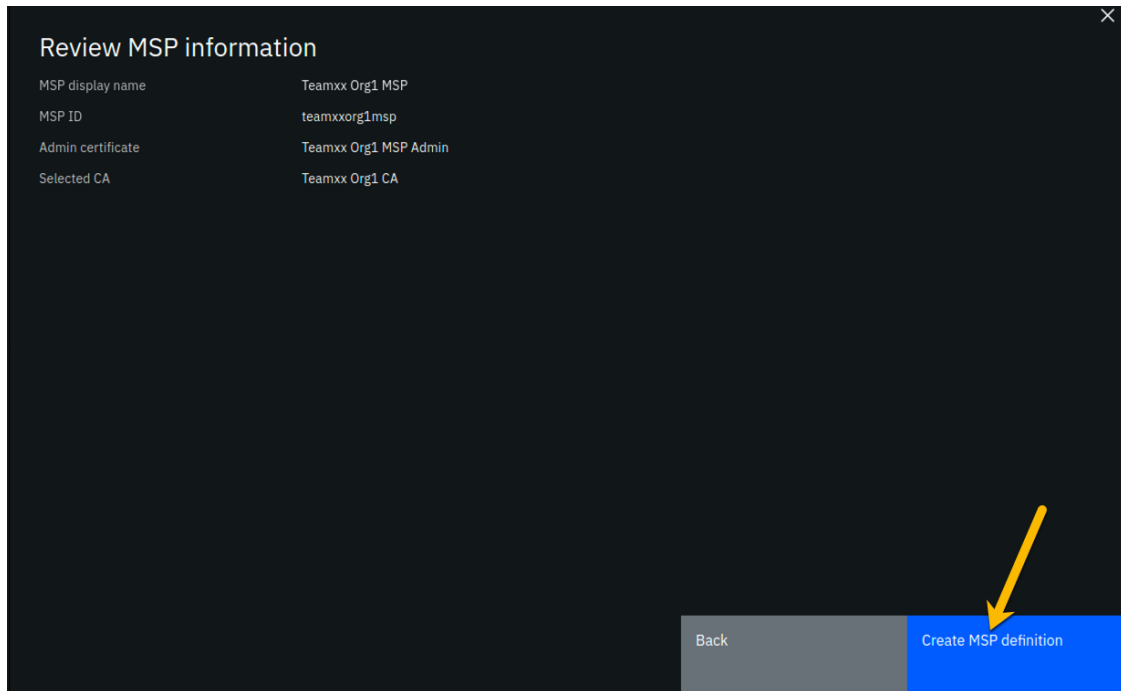 Review MSP information
MSP display name Teamxx Org1 MSP
MSP ID teamxxorg1msp
Admin certificate Teamxx Org1 MSP Admin
Selected CA Teamxx Org1 CA
Back Create MSP definition